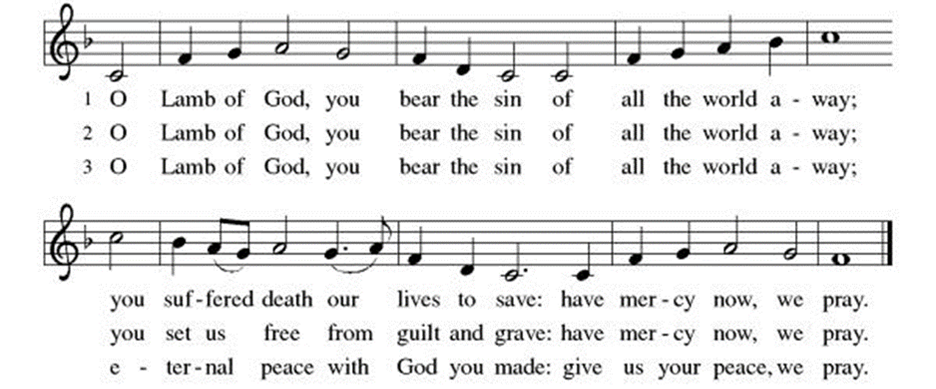 1 O Lamb of God, you bear the sin of all the world a - way;
2 O Lamb of God, you bear the sin of all the world a - way;
3 O Lamb of God, you bear the sin of all the world a - way;
you suf - fered death our lives to save: have mer - cy now, we pray.
you set us free from guilt and grave: have mer - cy now, we pray.
e - ter - nal peace with God you made: give us your peace, we pray.